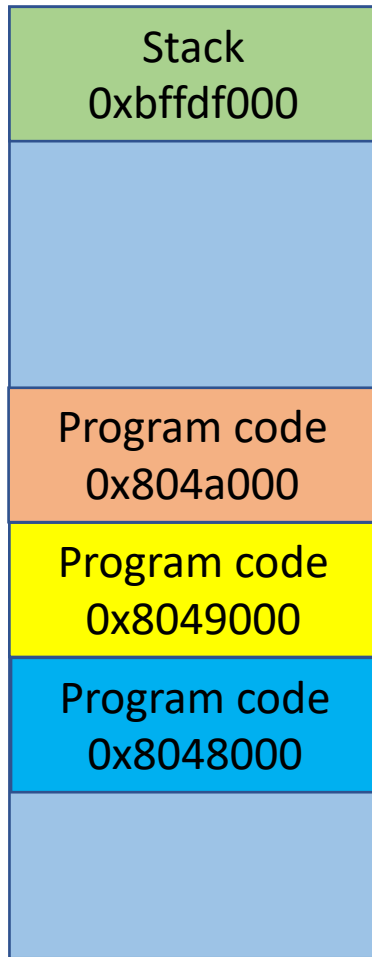 Stack
0xbffdf000
Program code
0x804a000
Program code
0x8049000
Program code
0x8048000